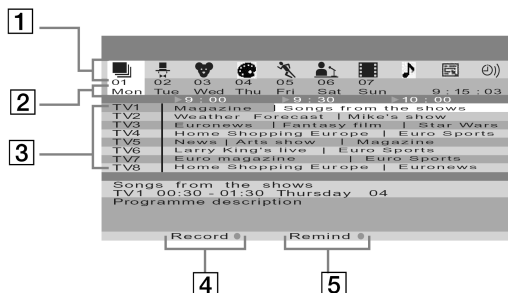 1
01 02 03 04 05 06 07
2 Mon Tue Wed Thu Fri Sat Sun 9 : 15 : 03
9 : 00 9 : 30 10 : 00
TV1 Magazine | Songs from the shows
TV2 Weather Forecast | Mike's show
TV3 Euronews | Fantasy film | Star Wars
TV4 Home Shopping Europe | Euro Sports
3 TV5 News | Arts show | Magazine
TV6 Larry King's live | Euro Sports
TV7 Euro magazine | Euro Sports
TV8 Home Shopping Europe | Euronews
Songs from the shows
TV1 00:30 - 01:30 Thursday 04
Programme description
Record Remind
4 5